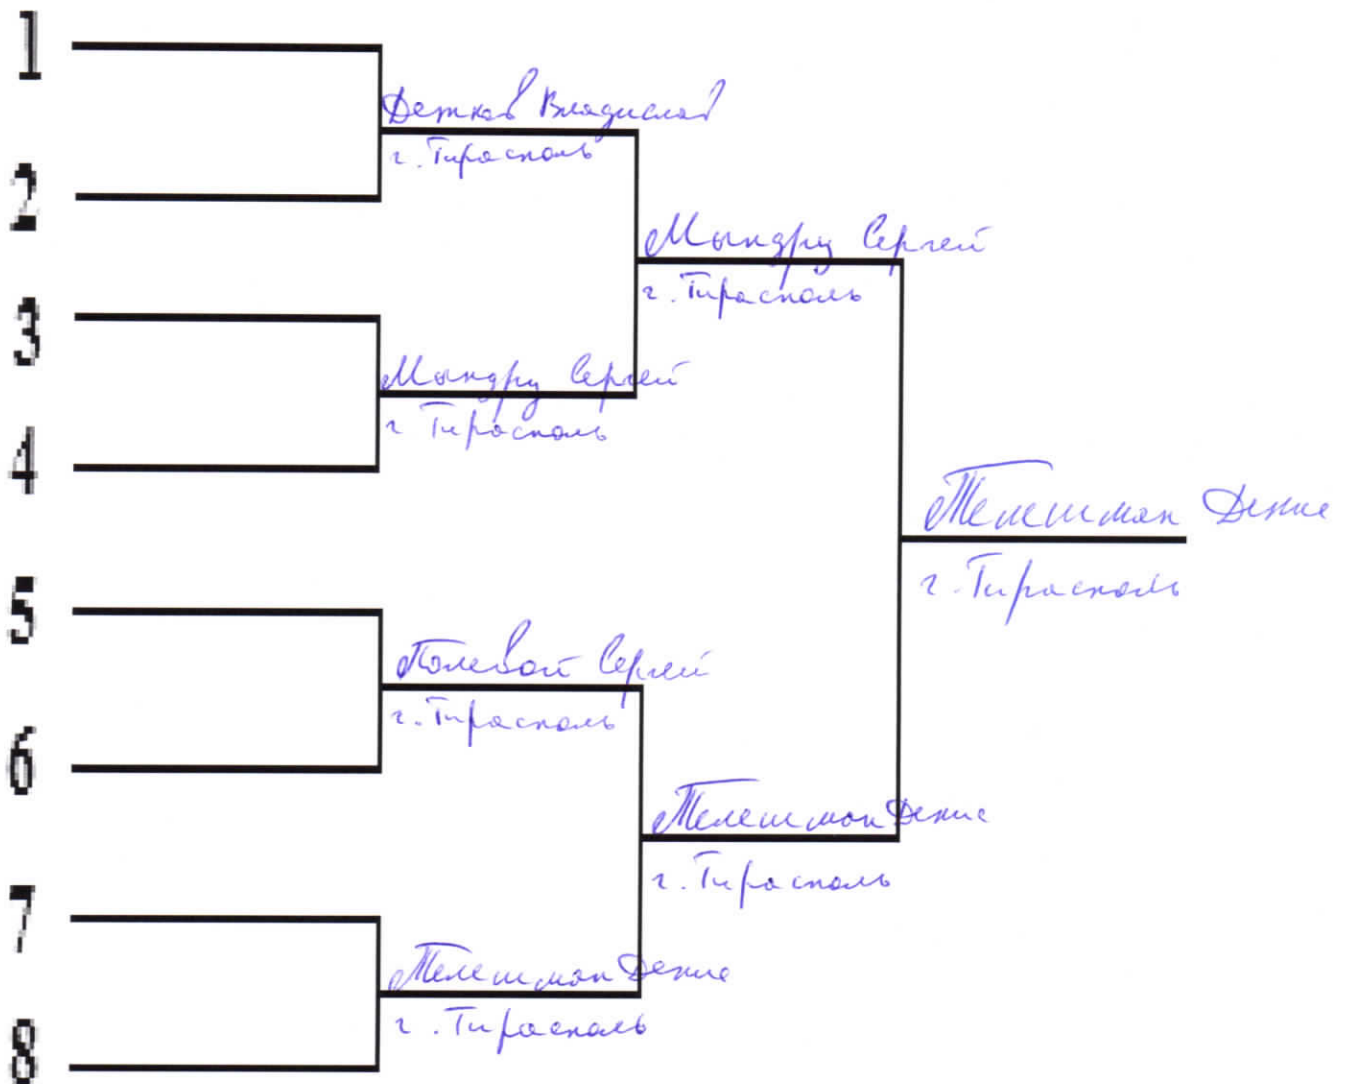 1
Детков Владислав
г. Тирасполь
2
Мындру Сергей
г. Тирасполь
3
Мындру Сергей
г Тирасполь
4
Телешман Денис
г. Тирасполь
5
Полевой Сергей
г. Тирасполь
6
Телешман Денис
г. Тирасполь
7
Телешман Денис
г. Тирасполь
8